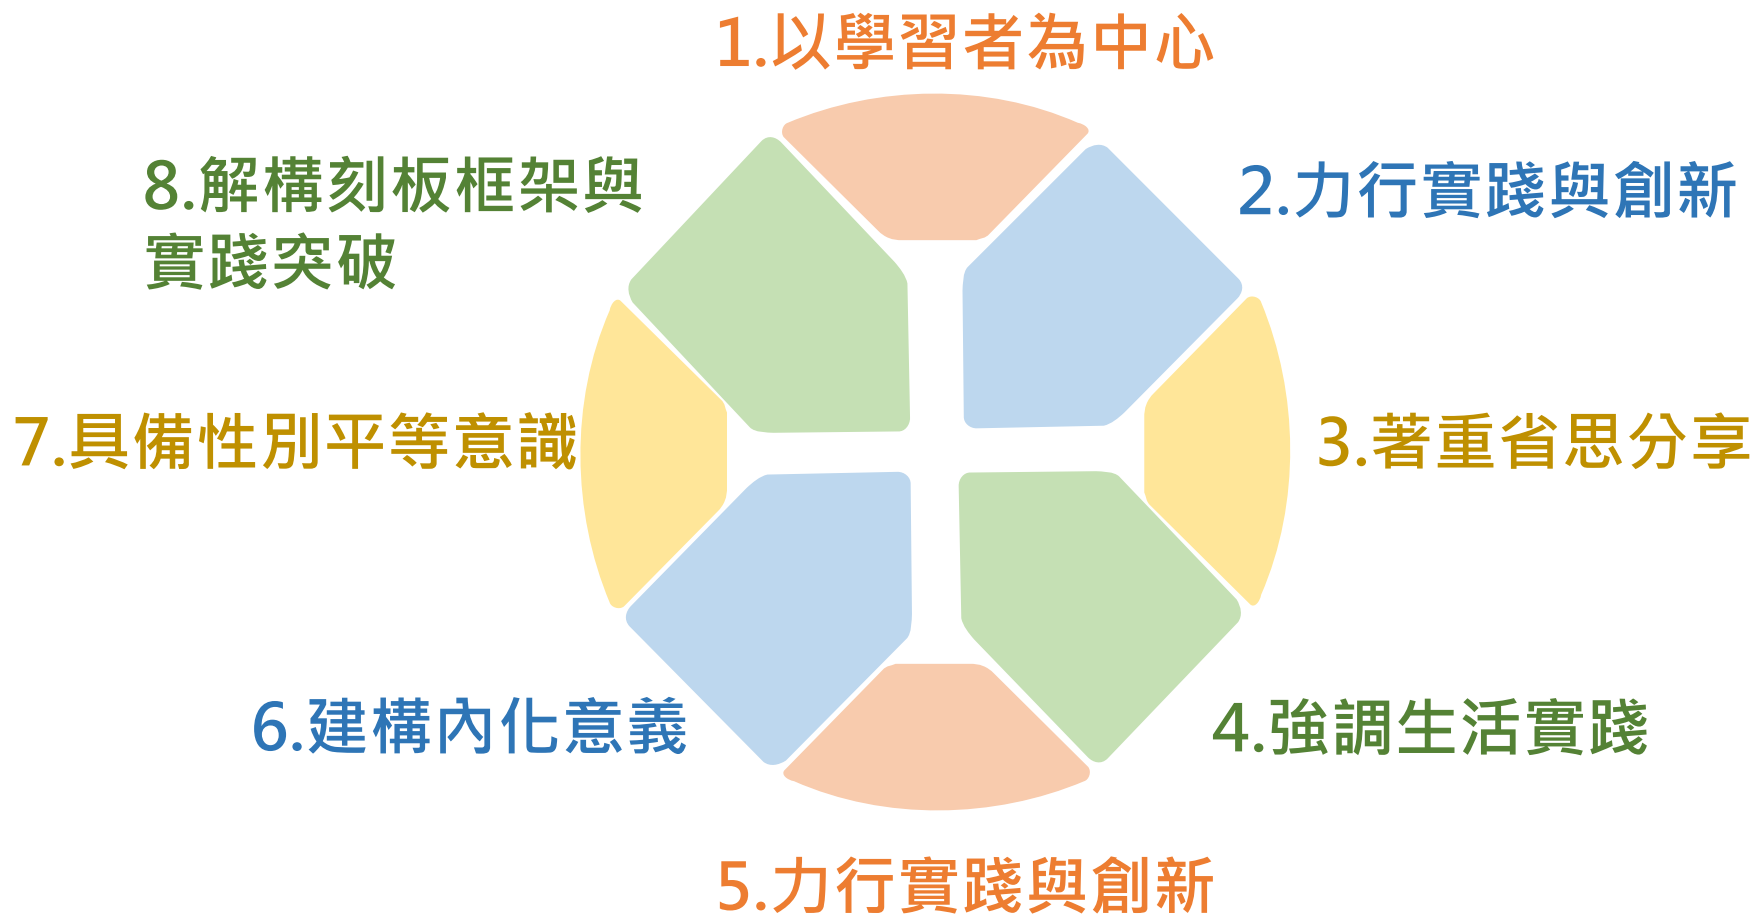 1.以學習者為中心
2.力行實踐與創新
3.著重省思分享
4.強調生活實踐
5.力行實踐與創新
6.建構內化意義
7.具備性別平等意識
8.解構刻板框架與
實踐突破